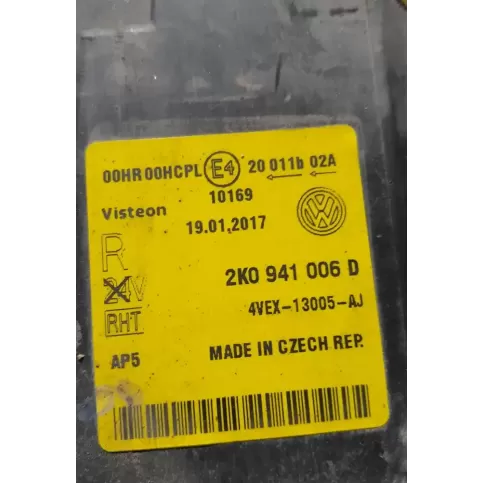 00HR 00HCPL E4 20 011b 02A
10169
Visteon
19.01.2017
R
2K0 941 006 D
24V
4VEX-13005-AJ
RHT
AP5
MADE IN CZECH REP.